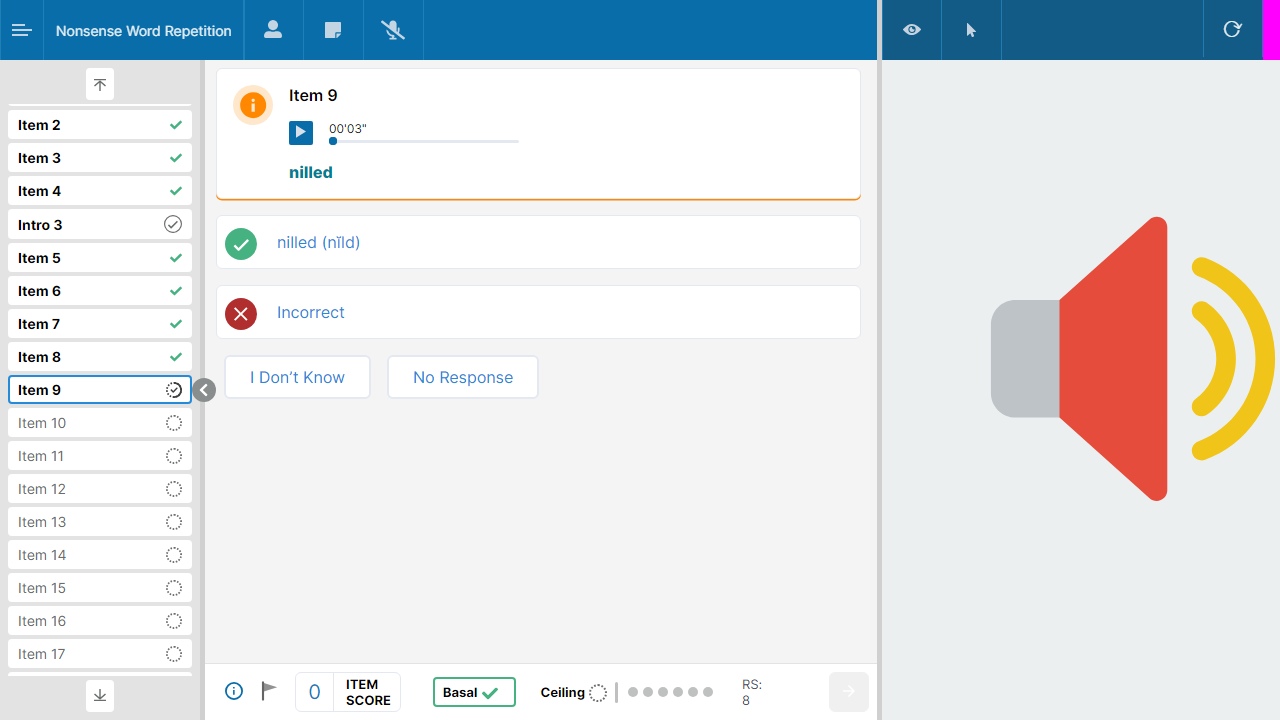 Nonsense Word Repetition
Item 2
Item 3
Item 4
Intro 3
Item 5
Item 6
Item 7
Item 8
Item 9
Item 10
Item 11
Item 12
Item 13
Item 14
Item 15
Item 16
Item 17
Item 9
00'03"
nilled
nilled (nĭld)
Incorrect
I Don’t Know
No Response
0
ITEM
SCORE
Basal
Ceiling
RS:
8